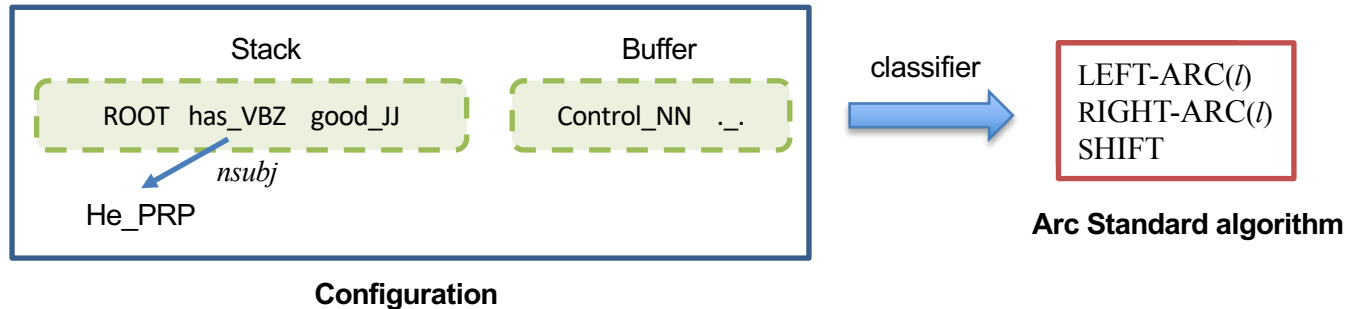 Stack
Buffer
classifier
ROOT has_VBZ good_JJ
Control_NN ._.
LEFT-ARC(l)
RIGHT-ARC(l)
SHIFT
nsubj
He_PRP
Arc Standard algorithm
Configuration